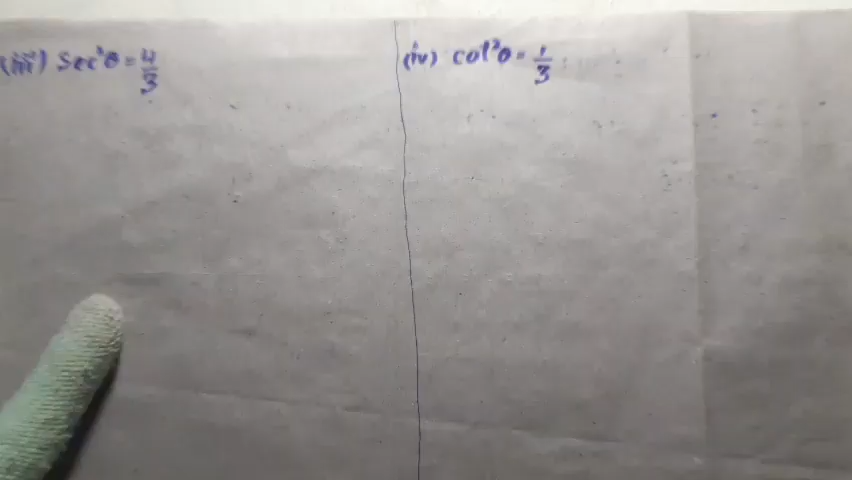 (iii) Sec²θ = 4/3
(iv) cot²θ = 1/3